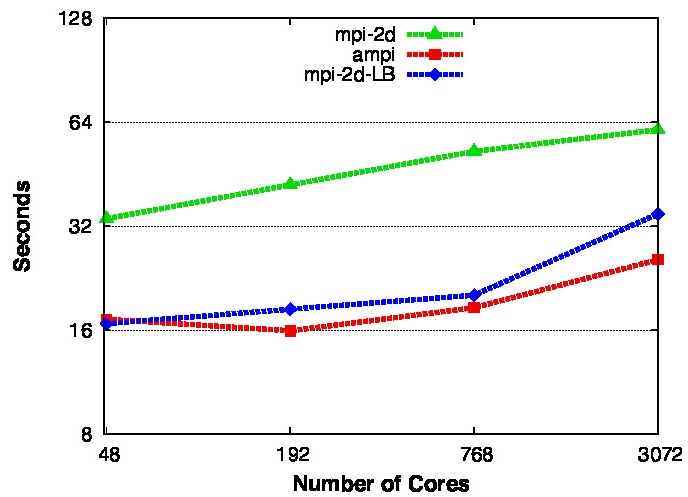 128
64
32
16
8
48
192
768
3072
Seconds
Number of Cores
mpi-2d
ampi
mpi-2d-LB